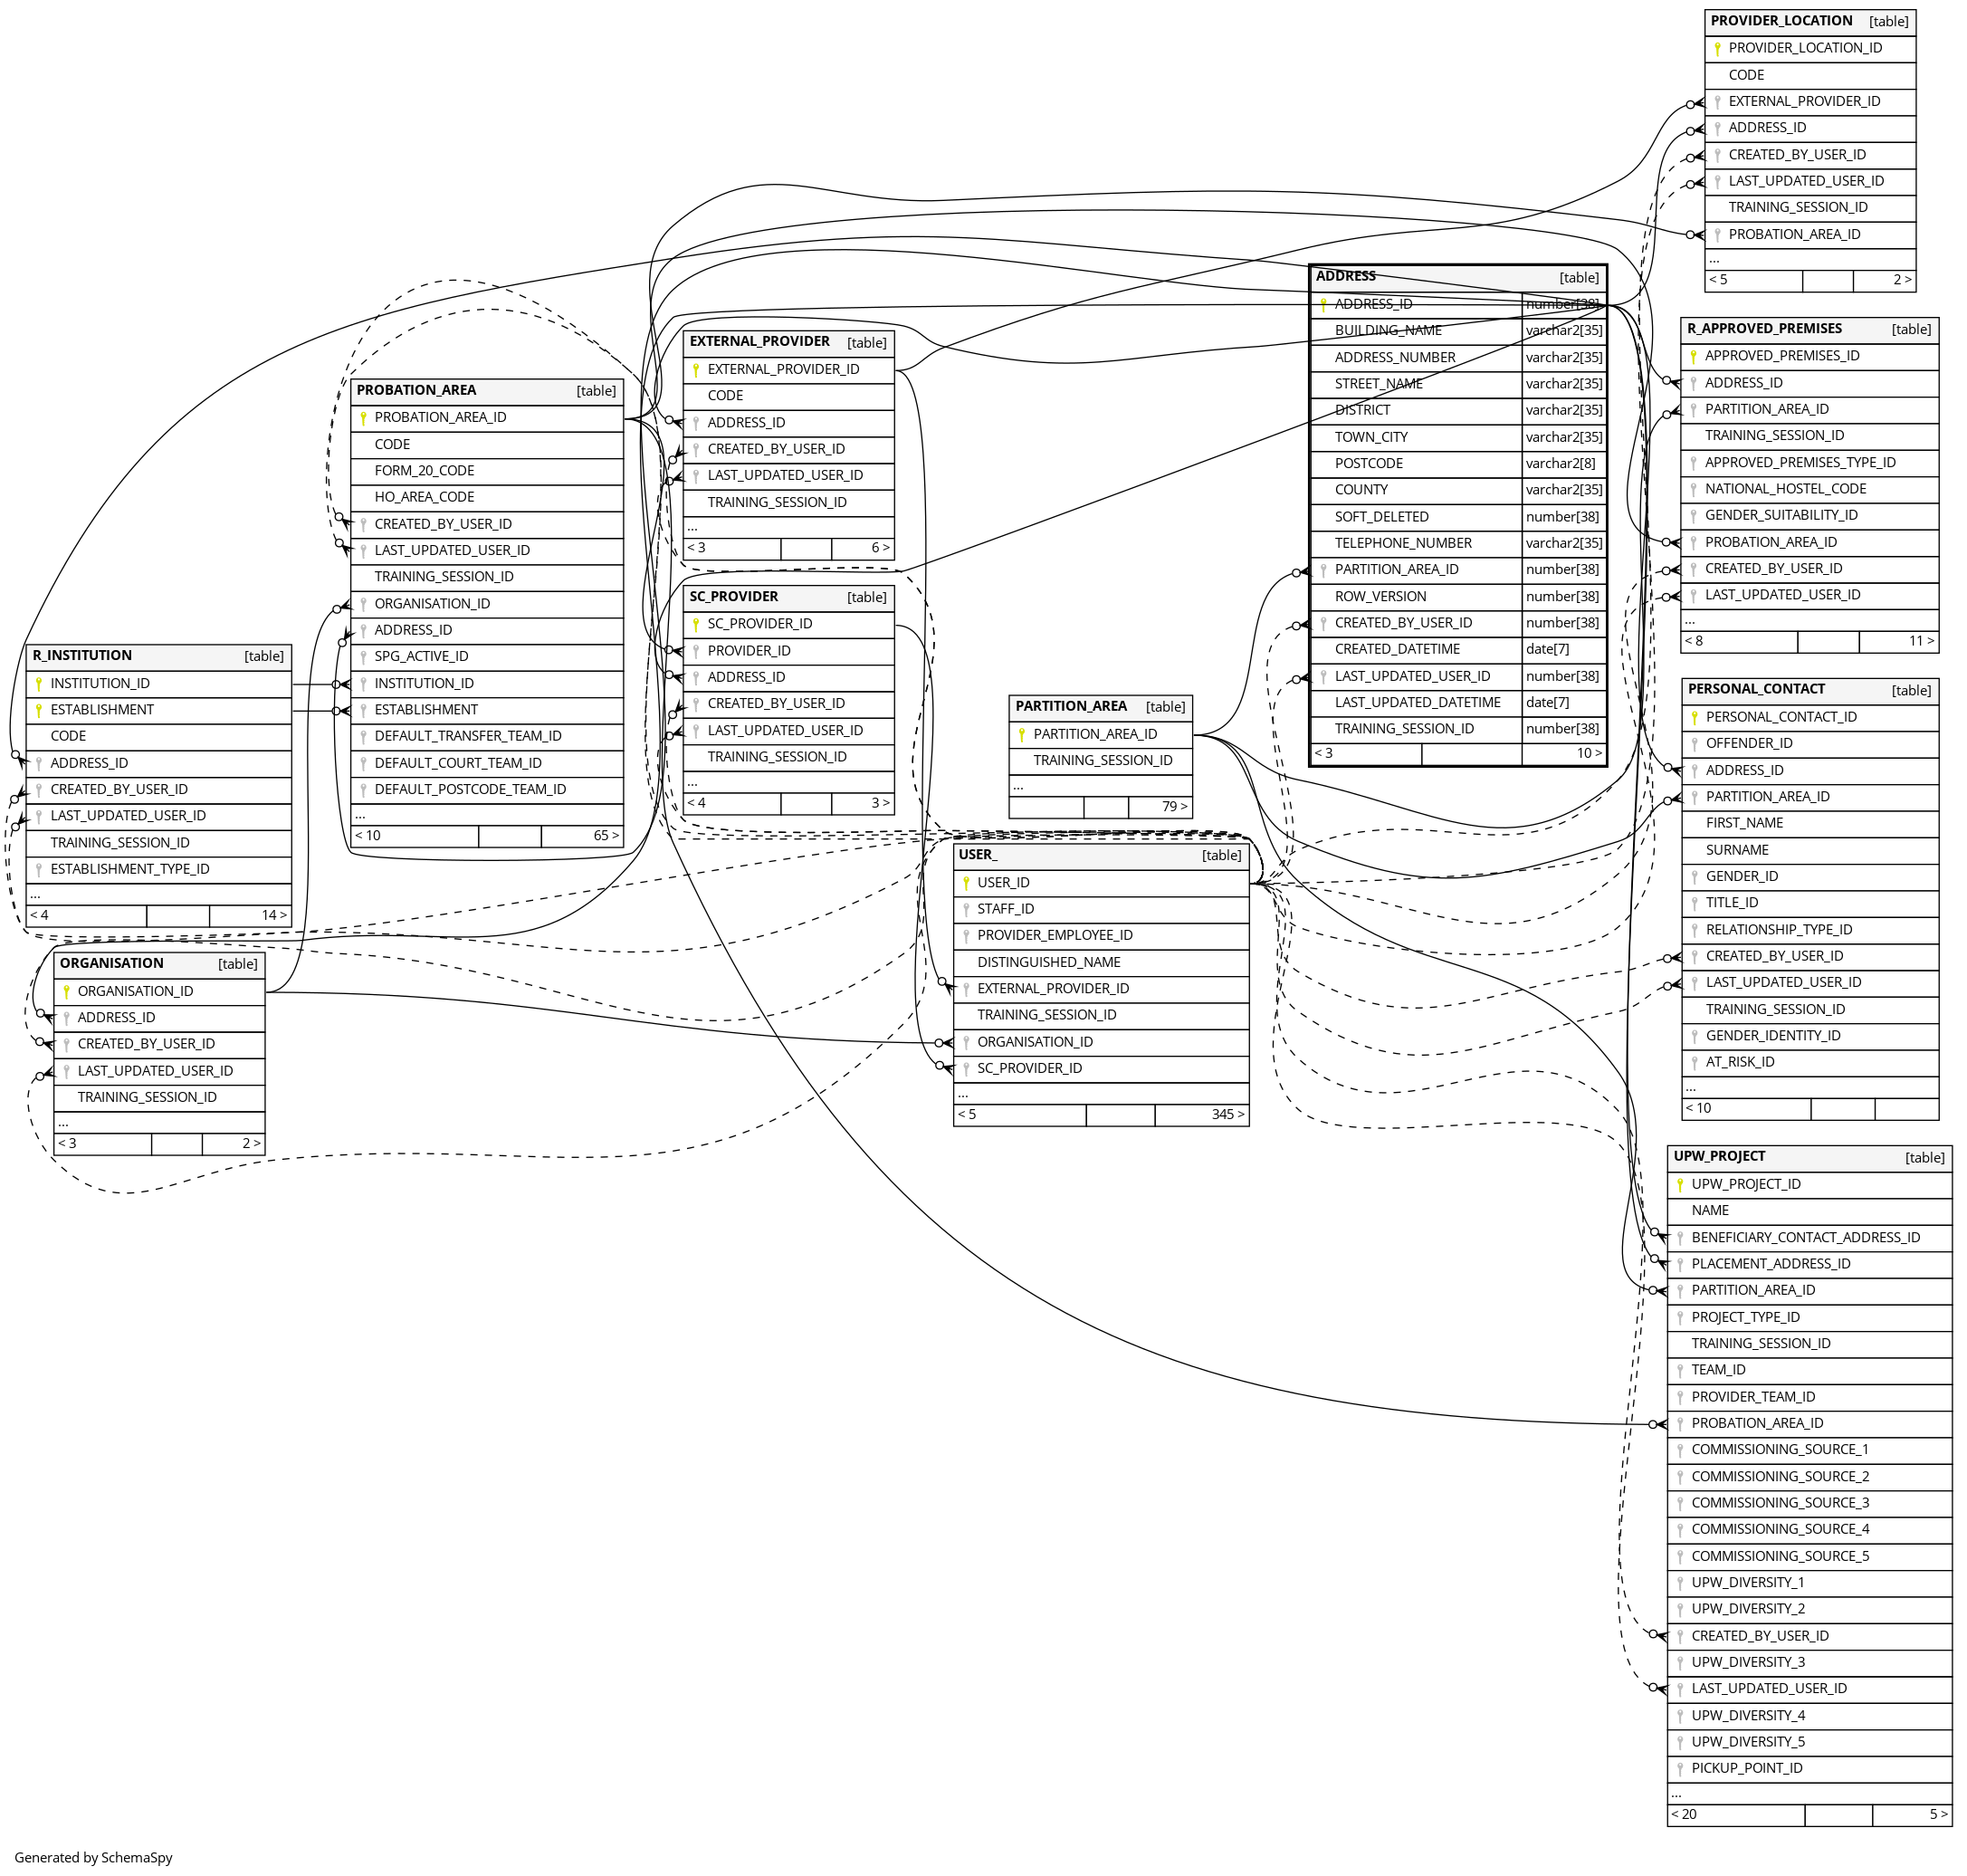 PROVIDER_LOCATION [table]
PROVIDER_LOCATION_ID
CODE
EXTERNAL_PROVIDER_ID
ADDRESS_ID
CREATED_BY_USER_ID
LAST_UPDATED_USER_ID
TRAINING_SESSION_ID
PROBATION_AREA_ID
...
< 5 2 >
ADDRESS [table]
ADDRESS_ID number[38]
BUILDING_NAME varchar2[35]
ADDRESS_NUMBER varchar2[35]
STREET_NAME varchar2[35]
DISTRICT varchar2[35]
TOWN_CITY varchar2[35]
POSTCODE varchar2[8]
COUNTY varchar2[35]
SOFT_DELETED number[38]
TELEPHONE_NUMBER varchar2[35]
PARTITION_AREA_ID number[38]
ROW_VERSION number[38]
CREATED_BY_USER_ID number[38]
CREATED_DATETIME date[7]
LAST_UPDATED_USER_ID number[38]
LAST_UPDATED_DATETIME date[7]
TRAINING_SESSION_ID number[38]
< 3 10 >
R_APPROVED_PREMISES [table]
APPROVED_PREMISES_ID
ADDRESS_ID
PARTITION_AREA_ID
TRAINING_SESSION_ID
APPROVED_PREMISES_TYPE_ID
NATIONAL_HOSTEL_CODE
GENDER_SUITABILITY_ID
PROBATION_AREA_ID
CREATED_BY_USER_ID
LAST_UPDATED_USER_ID
...
< 8 11 >
EXTERNAL_PROVIDER [table]
EXTERNAL_PROVIDER_ID
CODE
ADDRESS_ID
CREATED_BY_USER_ID
LAST_UPDATED_USER_ID
TRAINING_SESSION_ID
...
< 3 6 >
PROBATION_AREA [table]
PROBATION_AREA_ID
CODE
FORM_20_CODE
HO_AREA_CODE
CREATED_BY_USER_ID
LAST_UPDATED_USER_ID
TRAINING_SESSION_ID
ORGANISATION_ID
ADDRESS_ID
SPG_ACTIVE_ID
INSTITUTION_ID
ESTABLISHMENT
DEFAULT_TRANSFER_TEAM_ID
DEFAULT_COURT_TEAM_ID
DEFAULT_POSTCODE_TEAM_ID
...
< 10 65 >
SC_PROVIDER [table]
SC_PROVIDER_ID
PROVIDER_ID
ADDRESS_ID
CREATED_BY_USER_ID
LAST_UPDATED_USER_ID
TRAINING_SESSION_ID
...
< 4 3 >
R_INSTITUTION [table]
INSTITUTION_ID
ESTABLISHMENT
CODE
ADDRESS_ID
CREATED_BY_USER_ID
LAST_UPDATED_USER_ID
TRAINING_SESSION_ID
ESTABLISHMENT_TYPE_ID
...
< 4 14 >
PARTITION_AREA [table]
PARTITION_AREA_ID
TRAINING_SESSION_ID
...
79 >
PERSONAL_CONTACT [table]
PERSONAL_CONTACT_ID
OFFENDER_ID
ADDRESS_ID
PARTITION_AREA_ID
FIRST_NAME
SURNAME
GENDER_ID
TITLE_ID
RELATIONSHIP_TYPE_ID
CREATED_BY_USER_ID
LAST_UPDATED_USER_ID
TRAINING_SESSION_ID
GENDER_IDENTITY_ID
AT_RISK_ID
...
< 10
USER_ [table]
USER_ID
STAFF_ID
PROVIDER_EMPLOYEE_ID
DISTINGUISHED_NAME
EXTERNAL_PROVIDER_ID
TRAINING_SESSION_ID
ORGANISATION_ID
SC_PROVIDER_ID
...
< 5 345 >
ORGANISATION [table]
ORGANISATION_ID
ADDRESS_ID
CREATED_BY_USER_ID
LAST_UPDATED_USER_ID
TRAINING_SESSION_ID
...
< 3 2 >
UPW_PROJECT [table]
UPW_PROJECT_ID
NAME
BENEFICIARY_CONTACT_ADDRESS_ID
PLACEMENT_ADDRESS_ID
PARTITION_AREA_ID
PROJECT_TYPE_ID
TRAINING_SESSION_ID
TEAM_ID
PROVIDER_TEAM_ID
PROBATION_AREA_ID
COMMISSIONING_SOURCE_1
COMMISSIONING_SOURCE_2
COMMISSIONING_SOURCE_3
COMMISSIONING_SOURCE_4
COMMISSIONING_SOURCE_5
UPW_DIVERSITY_1
UPW_DIVERSITY_2
CREATED_BY_USER_ID
UPW_DIVERSITY_3
LAST_UPDATED_USER_ID
UPW_DIVERSITY_4
UPW_DIVERSITY_5
PICKUP_POINT_ID
...
< 20 5 >
Generated by SchemaSpy